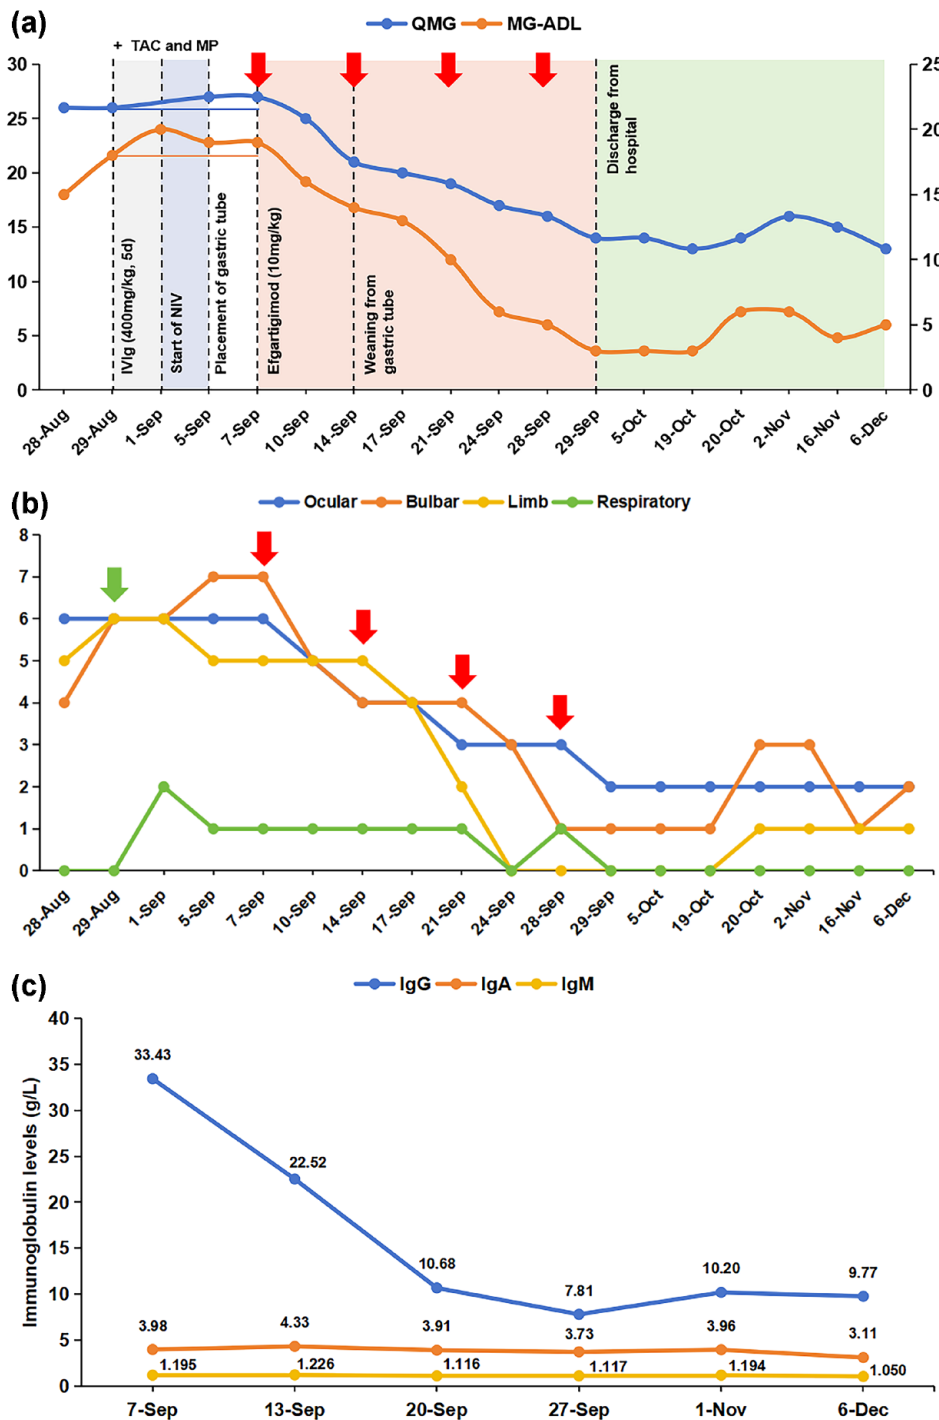 (a)
QMG MG-ADL
+ TAC and MP
30
25
20
15
10
5
0
25
20
15
10
5
0
IVIg (400mg/kg, 5d)
Start of NIV
Placement of gastric tube
Efgartigimod (10mg/kg)
Weaning from
gastric tube
Discharge from
hospital
28-Aug 29-Aug 1-Sep 5-Sep 7-Sep 10-Sep 14-Sep 17-Sep 21-Sep 24-Sep 28-Sep 29-Sep 5-Oct 19-Oct 20-Oct 2-Nov 16-Nov 6-Dec
(b)
Ocular Bulbar Limb Respiratory
8
7
6
5
4
3
2
1
0
28-Aug 29-Aug 1-Sep 5-Sep 7-Sep 10-Sep 14-Sep 17-Sep 21-Sep 24-Sep 28-Sep 29-Sep 5-Oct 19-Oct 20-Oct 2-Nov 16-Nov 6-Dec
(c)
IgG IgA IgM
Immunoglobulin levels (g/L)
40
35
30
25
20
15
10
5
0
33.43 22.52 10.68 7.81 10.20 9.77
3.98 4.33 3.91 3.73 3.96 3.11
1.195 1.226 1.116 1.117 1.194 1.050
7-Sep 13-Sep 20-Sep 27-Sep 1-Nov 6-Dec